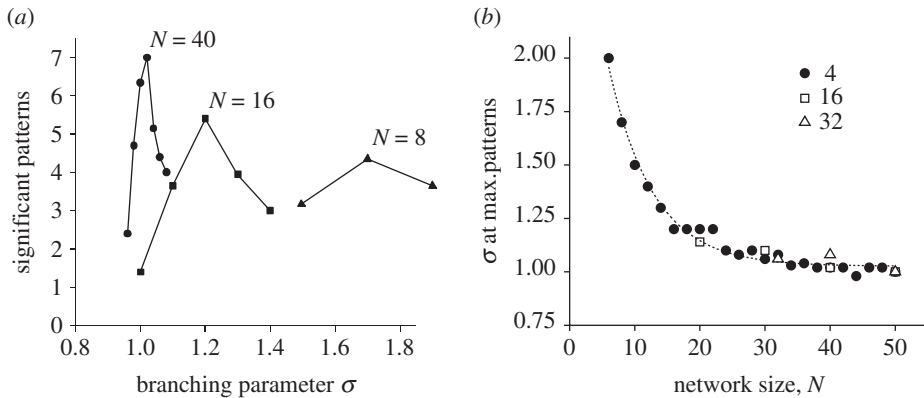 (a)
N = 40
N = 16
N = 8
7
6
5
4
3
2
1
0
0.8 1.0 1.2 1.4 1.6 1.8
significant patterns
branching parameter σ
(b)
2.00
1.75
1.50
1.25
1.00
0.75
0 10 20 30 40 50
4
16
32
σ at max.patterns
network size, N